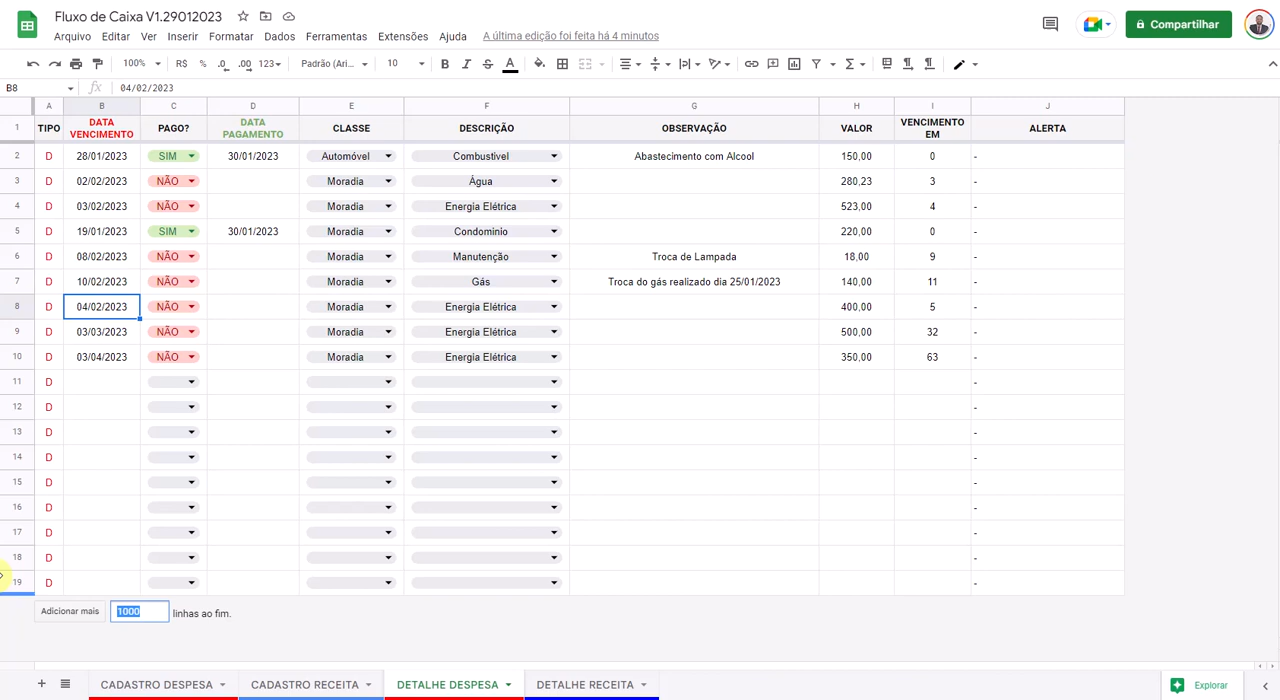 Fluxo de Caixa V1.29012023
Arquivo Editar Ver Inserir Formatar Dados Ferramentas Extensões Ajuda A última edição foi feita há 4 minutos
Compartilhar
100% R$ % .0 .00 123 Padrão (Ari... 10 B I S A
B8 fx 04/02/2023
A B C D E F G H I J
1 TIPO DATA VENCIMENTO PAGO? DATA PAGAMENTO CLASSE DESCRIÇÃO OBSERVAÇÃO VALOR VENCIMENTO EM ALERTA
2 D 28/01/2023 SIM 30/01/2023 Automóvel Combustivel Abastecimento com Alcool 150,00 0 -
3 D 02/02/2023 NÃO Moradia Água 280,23 3 -
4 D 03/02/2023 NÃO Moradia Energia Elétrica 523,00 4 -
5 D 19/01/2023 SIM 30/01/2023 Moradia Condominio 220,00 0 -
6 D 08/02/2023 NÃO Moradia Manutenção Troca de Lampada 18,00 9 -
7 D 10/02/2023 NÃO Moradia Gás Troca do gás realizado dia 25/01/2023 140,00 11 -
8 D 04/02/2023 NÃO Moradia Energia Elétrica 400,00 5 -
9 D 03/03/2023 NÃO Moradia Energia Elétrica 500,00 32 -
10 D 03/04/2023 NÃO Moradia Energia Elétrica 350,00 63 -
11 D -
12 D -
13 D -
14 D -
15 D -
16 D -
17 D -
18 D -
19 D -
Adicionar mais 1000 linhas ao fim.
CADASTRO DESPESA CADASTRO RECEITA DETALHE DESPESA DETALHE RECEITA Explorar